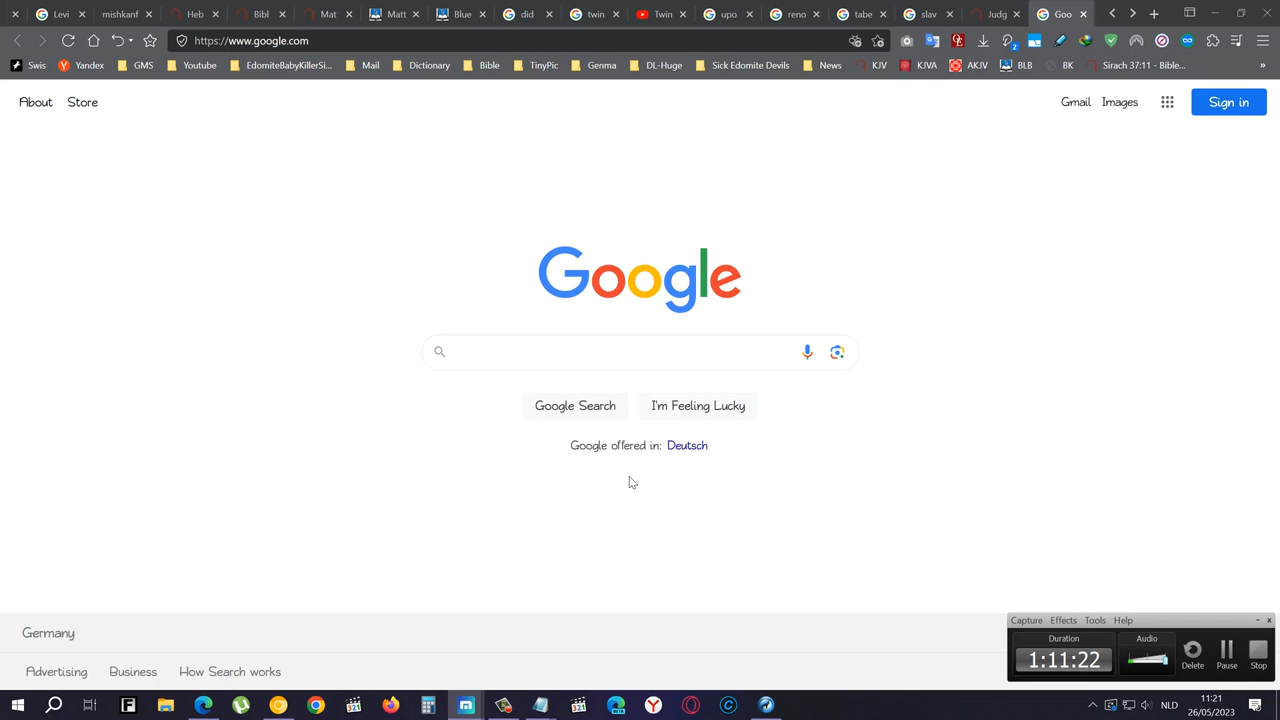 Levi mishkanf Hel Bibl Mat Matt Blue did twin Twin upo reno tabe slav Judg Goo
https://www.google.com
2
Swis Yandex GMS Youtube EdomiteBabyKillerSi... Mail Dictionary Bible TinyPic Genma DL-Huge Sick Edomite Devils News KJV KJVA AKJV BLB BK Sirach 37:11 - Bible... »
About Store Gmail Images Sign in
Google
Google Search I'm Feeling Lucky
Google offered in: Deutsch
Germany
Advertising Business How Search works
Capture Effects Tools Help
Duration Audio
1:11:22
Delete Pause Stop
NLD
11:21
26/05/2023